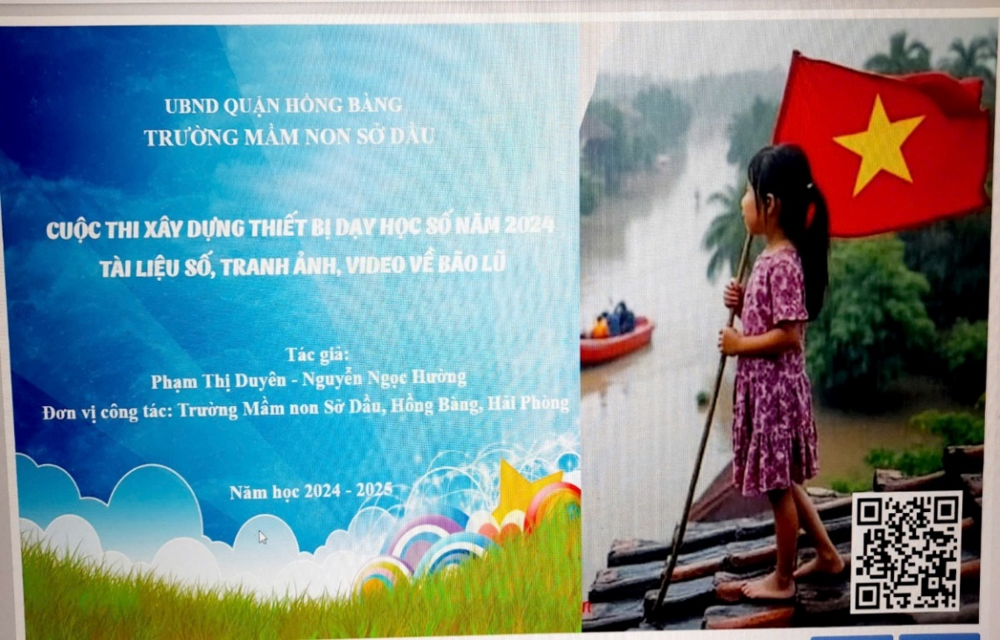 UBND QUẬN HỒNG BÀNG
TRƯỜNG MẦM NON SỞ DẦU
CUỘC THI XÂY DỰNG THIẾT BỊ DẠY HỌC SỐ NĂM 2024
TÀI LIỆU SỐ, TRANH ẢNH, VIDEO VỀ BÃO LŨ
Tác giả:
Phạm Thị Duyên - Nguyễn Ngọc Hường
Đơn vị công tác: Trường Mầm non Sở Dầu, Hồng Bàng, Hải Phòng
Năm học 2024 - 2025